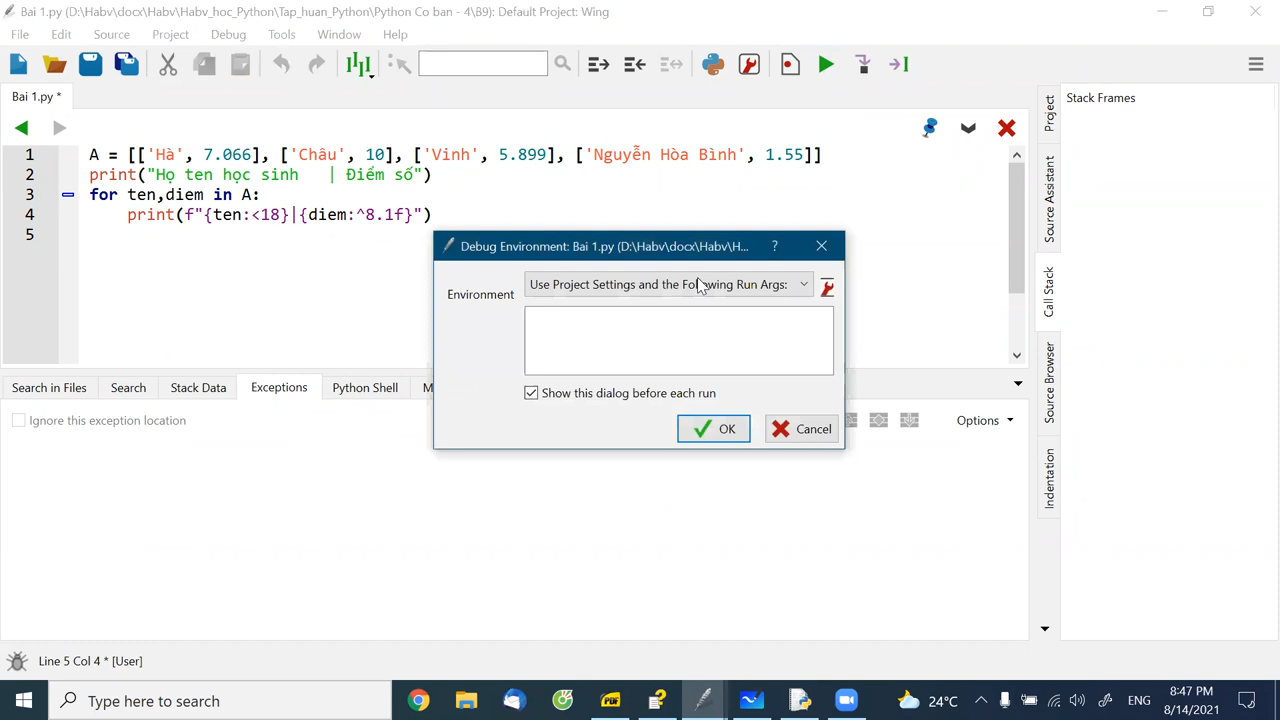 Bai 1.py (D:\Habv\docx\Habv\Habv_hoc_Python\Tap_huan_Python\Python Co ban - 4\B9): Default Project: Wing
File Edit Source Project Debug Tools Window Help
Bai 1.py *
Stack Frames
1 A = [['Hà', 7.066], ['Châu', 10], ['Vinh', 5.899], ['Nguyễn Hòa Bình', 1.55]]
2 print("Họ ten học sinh | Điểm số")
3 for ten,diem in A:
4 print(f"{ten:<18}|{diem:^8.1f}")
5
Debug Environment: Bai 1.py (D:\Habv\docx\Habv\H... ?
Environment Use Project Settings and the Following Run Args:
Show this dialog before each run
OK Cancel
Project
Source Assistant
Call Stack
Source Browser
Indentation
Search in Files Search Stack Data Exceptions Python Shell M
Ignore this exception location Options
Line 5 Col 4 * [User]
Type here to search
PDF
24°C ENG 8:47 PM
8/14/2021